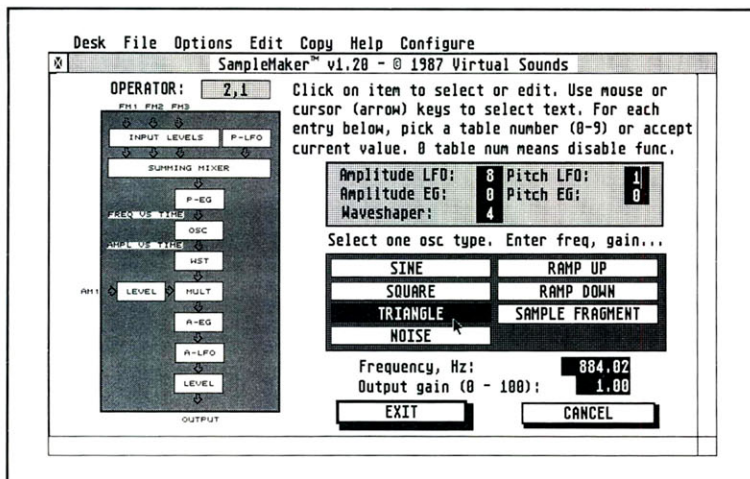 Desk File Options Edit Copy Help Configure
SampleMaker™ v1.20 - © 1987 Virtual Sounds
OPERATOR: 2,1
FM1 FM2 FM3
INPUT LEVELS P-LFO
SUMMING MIXER
P-EG
FREQ VS TIME
OSC
AMPL VS TIME
WST
AM1 LEVEL MULT
A-EG
A-LFO
LEVEL
OUTPUT
Click on item to select or edit. Use mouse or
cursor (arrow) keys to select text. For each
entry below, pick a table number (0-9) or accept
current value. 0 table num means disable func.
Amplitude LFO: 8 Pitch LFO: 1
Amplitude EG: 0 Pitch EG: 0
Waveshaper: 4
Select one osc type. Enter freq, gain...
SINE RAMP UP
SQUARE RAMP DOWN
TRIANGLE SAMPLE FRAGMENT
NOISE
Frequency, Hz: 884.02
Output gain (0 - 100): 1.00
EXIT CANCEL